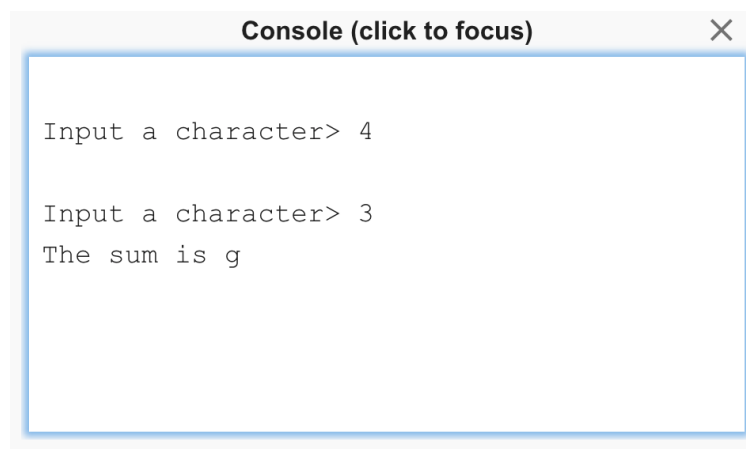 Console (click to focus)
Input a character> 4
Input a character> 3
The sum is g